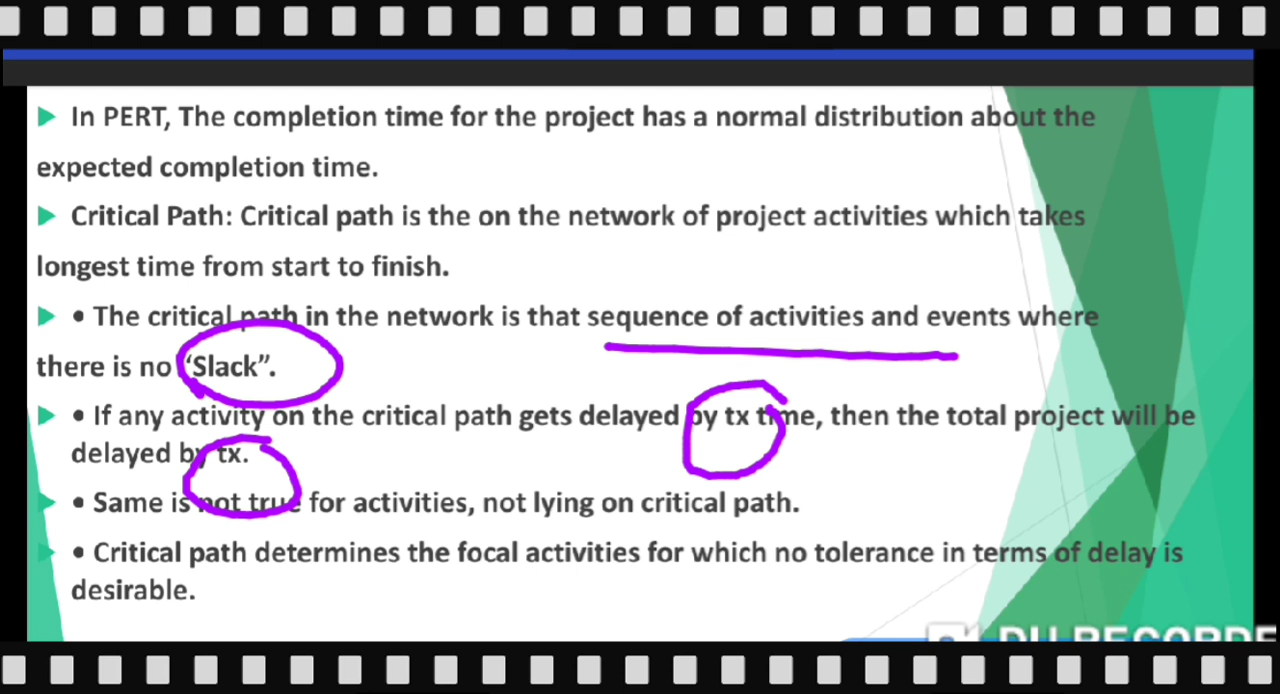 In PERT, The completion time for the project has a normal distribution about the
expected completion time.
Critical Path: Critical path is the on the network of project activities which takes
longest time from start to finish.
• The critical path in the network is that sequence of activities and events where
there is no ‘Slack”.
• If any activity on the critical path gets delayed by tx time, then the total project will be
delayed by tx.
• Same is not true for activities, not lying on critical path.
• Critical path determines the focal activities for which no tolerance in terms of delay is
desirable.
DU RECORDE